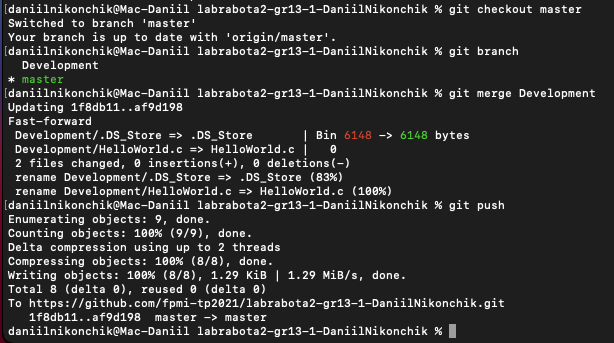 daniilnikonchik@Mac-Daniil labrabota2-gr13-1-DaniilNikonchik % git checkout master
Switched to branch 'master'
Your branch is up to date with 'origin/master'.
[daniilnikonchik@Mac-Daniil labrabota2-gr13-1-DaniilNikonchik % git branch
  Development
* master
[daniilnikonchik@Mac-Daniil labrabota2-gr13-1-DaniilNikonchik % git merge Development
Updating 1f8db11..af9d198
Fast-forward
 Development/.DS_Store => .DS_Store       | Bin 6148 -> 6148 bytes
 Development/HelloWorld.c => HelloWorld.c |   0
 2 files changed, 0 insertions(+), 0 deletions(-)
 rename Development/.DS_Store => .DS_Store (83%)
 rename Development/HelloWorld.c => HelloWorld.c (100%)
[daniilnikonchik@Mac-Daniil labrabota2-gr13-1-DaniilNikonchik % git push
Enumerating objects: 9, done.
Counting objects: 100% (9/9), done.
Delta compression using up to 2 threads
Compressing objects: 100% (8/8), done.
Writing objects: 100% (8/8), 1.29 KiB | 1.29 MiB/s, done.
Total 8 (delta 0), reused 0 (delta 0)
To https://github.com/fpmi-tp2021/labrabota2-gr13-1-DaniilNikonchik.git
   1f8db11..af9d198  master -> master
daniilnikonchik@Mac-Daniil labrabota2-gr13-1-DaniilNikonchik %